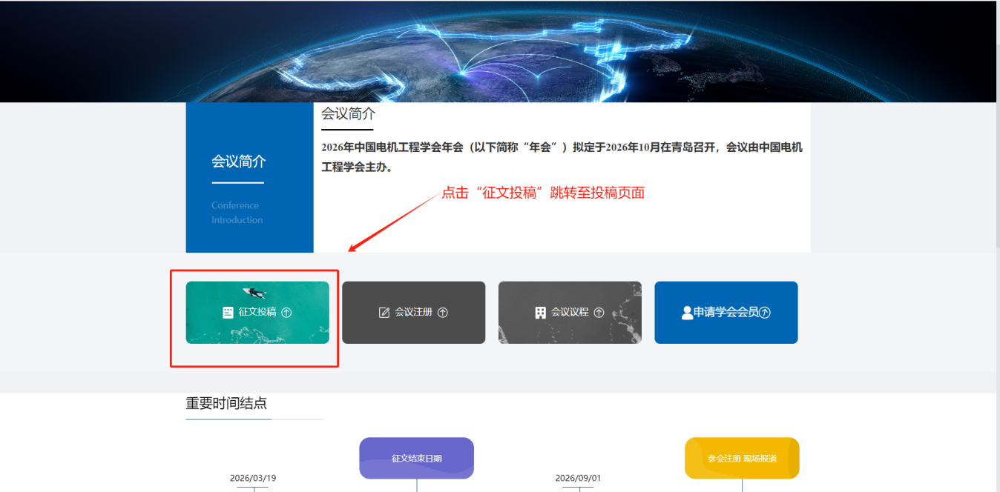 会议简介
2026年中国电机工程学会年会（以下简称“年会”）拟定于2026年10月在青岛召开，会议由中国电机
工程学会主办。
会议简介
Conference
Introduction
点击“征文投稿”跳转至投稿页面
征文投稿
会议注册
会议议程
申请学会会员
重要时间结点
征文结束日期
参会注册 现场报道
2026/03/19
2026/09/01